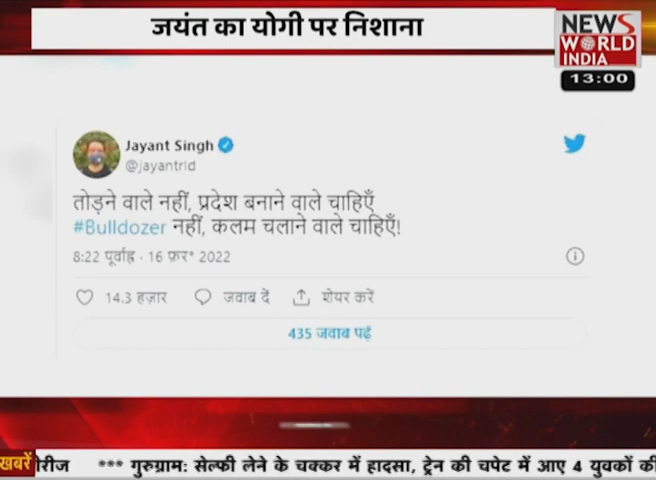 जयंत का योगी पर निशाना
NEWS
WORLD
INDIA
13:00
Jayant Singh
@jayantrld
तोड़ने वाले नहीं, प्रदेश बनाने वाले चाहिएँ
#Bulldozer नहीं, कलम चलाने वाले चाहिएँ!
8:22 पूर्वाह्न · 16 फ़र॰ 2022
14.3 हज़ार जवाब दें शेयर करें
435 जवाब पढ़ें
खबरें रीज *** गुरुग्राम: सेल्फी लेने के चक्कर में हादसा, ट्रेन की चपेट में आए 4 युवकों की